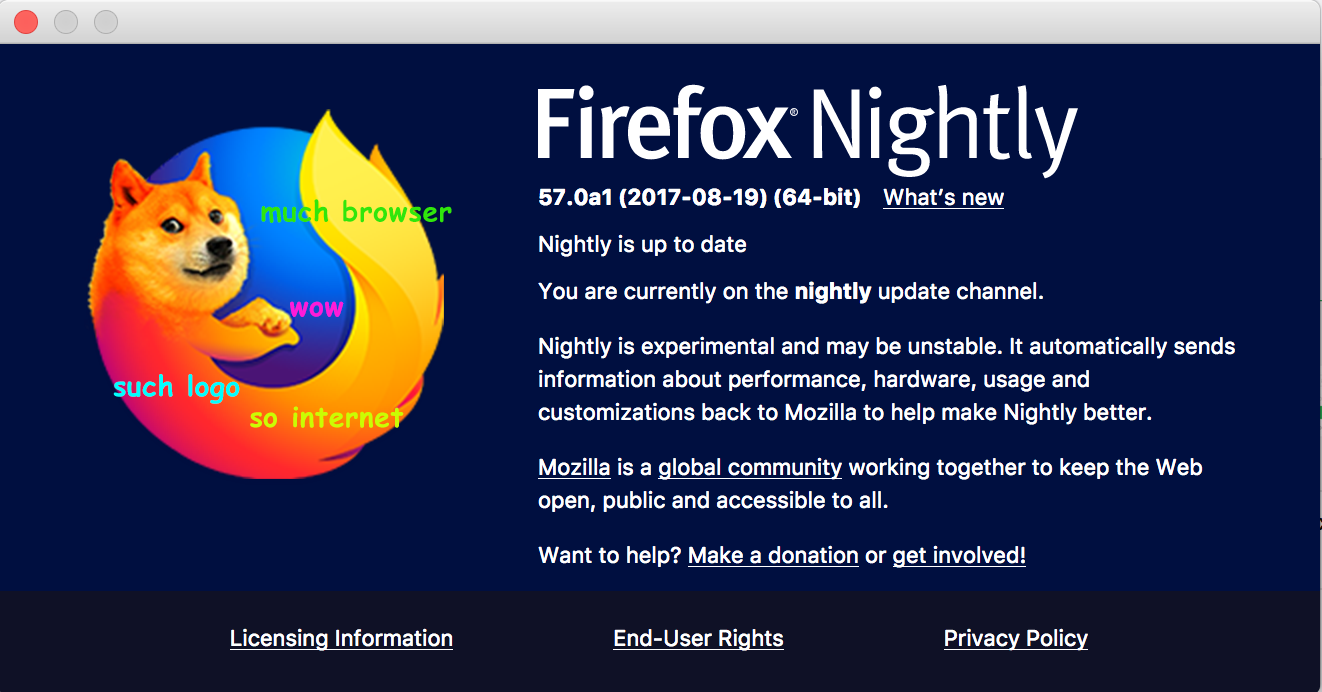 Firefox® Nightly
57.0a1 (2017-08-19) (64-bit) What’s new
Nightly is up to date
You are currently on the nightly update channel.
Nightly is experimental and may be unstable. It automatically sends
information about performance, hardware, usage and
customizations back to Mozilla to help make Nightly better.
Mozilla is a global community working together to keep the Web
open, public and accessible to all.
Want to help? Make a donation or get involved!
much browser
wow
such logo
so internet
Licensing Information
End-User Rights
Privacy Policy